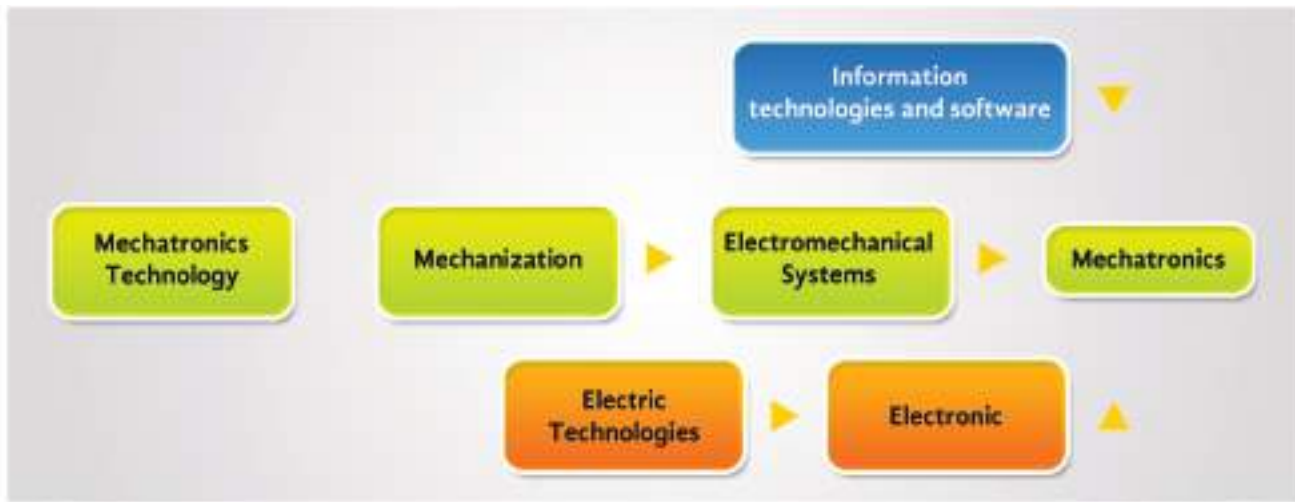 Information
technologies and software
Mechatronics
Technology
Mechanization
Electromechanical
Systems
Mechatronics
Electric
Technologies
Electronic